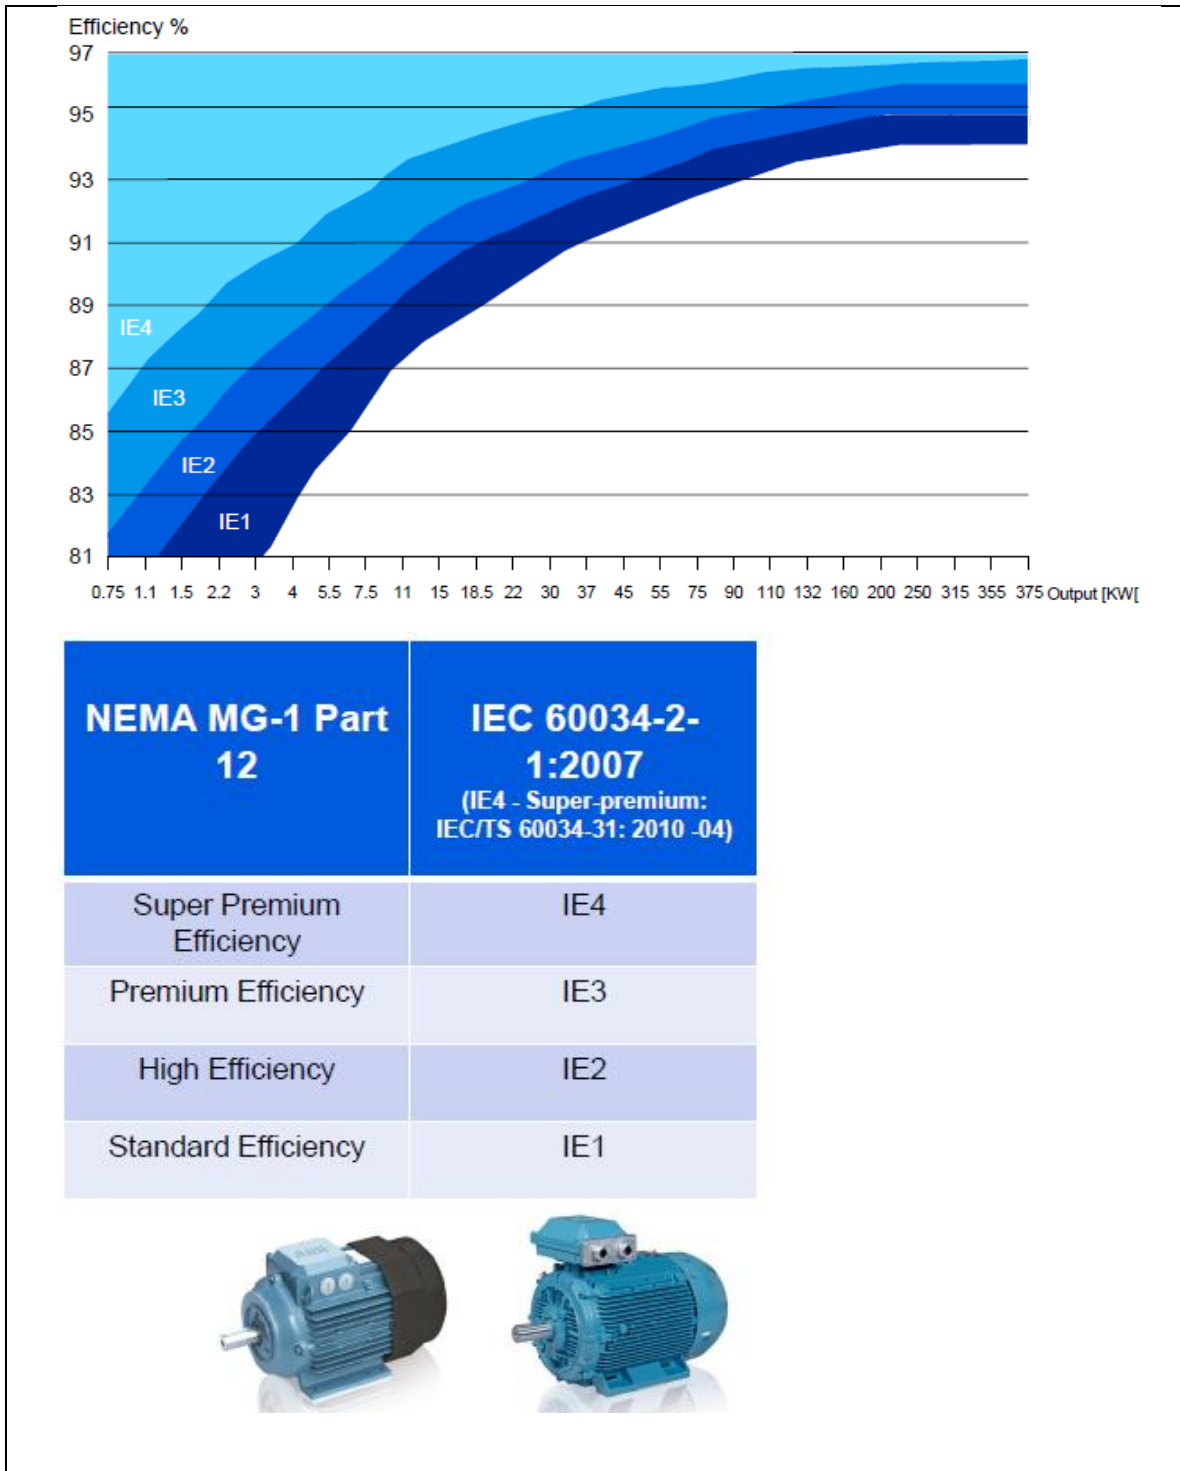 Efficiency %
97
95
93
91
89
87
85
83
81
IE4
IE3
IE2
IE1
0.75 1.1 1.5 2.2 3 4 5.5 7.5 11 15 18.5 22 30 37 45 55 75 90 110 132 160 200 250 315 355 375 Output [KW[
NEMA MG-1 Part
12
IEC 60034-2-
1:2007
(IE4 - Super-premium:
IEC/TS 60034-31: 2010 -04)
Super Premium
Efficiency
IE4
Premium Efficiency
IE3
High Efficiency
IE2
Standard Efficiency
IE1